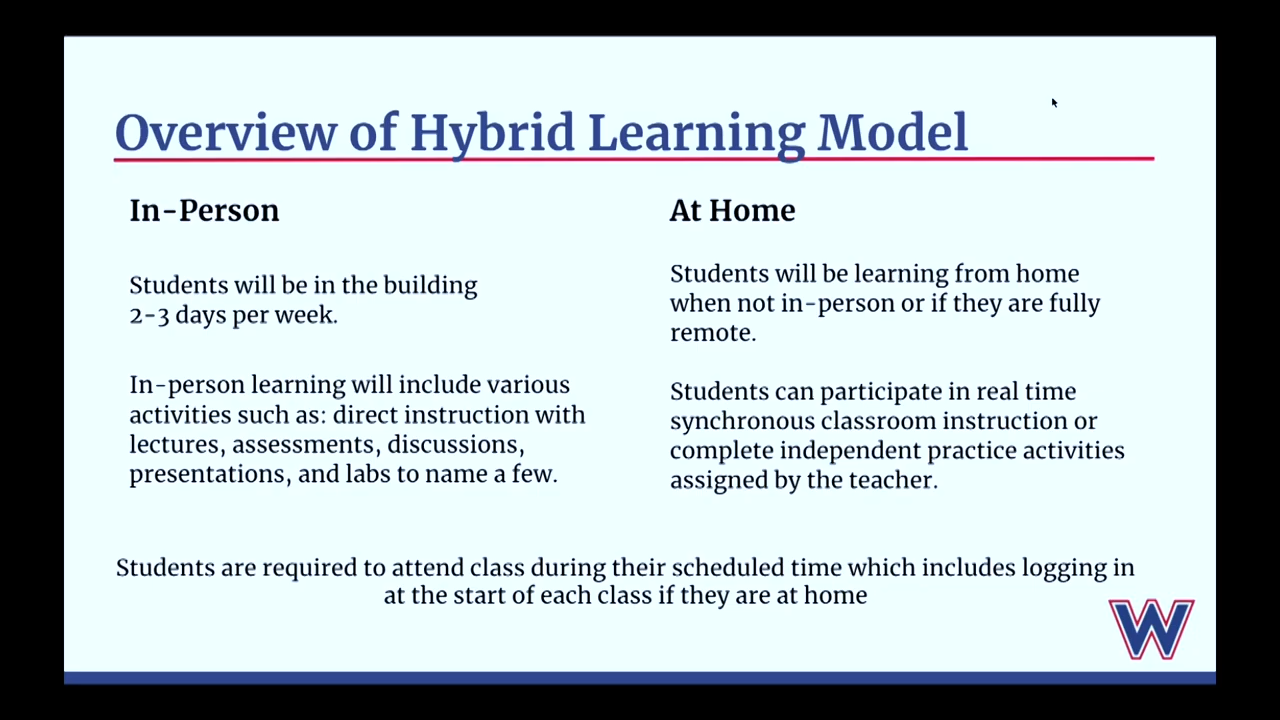 Overview of Hybrid Learning Model
In-Person
Students will be in the building
2-3 days per week.
In-person learning will include various
activities such as: direct instruction with
lectures, assessments, discussions,
presentations, and labs to name a few.
At Home
Students will be learning from home
when not in-person or if they are fully
remote.
Students can participate in real time
synchronous classroom instruction or
complete independent practice activities
assigned by the teacher.
Students are required to attend class during their scheduled time which includes logging in
at the start of each class if they are at home
W